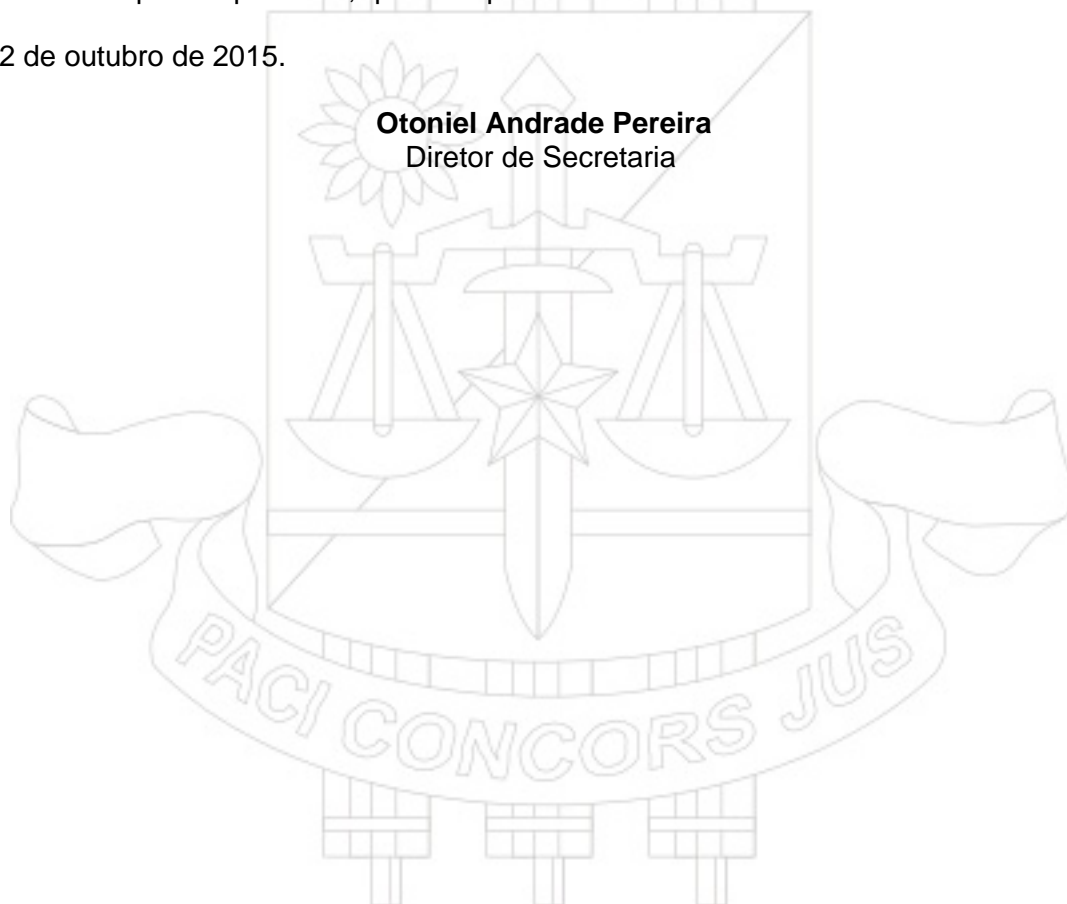 2 de outubro de 2015.
Otoniel Andrade Pereira
Diretor de Secretaria
PACI CONCORS JUS